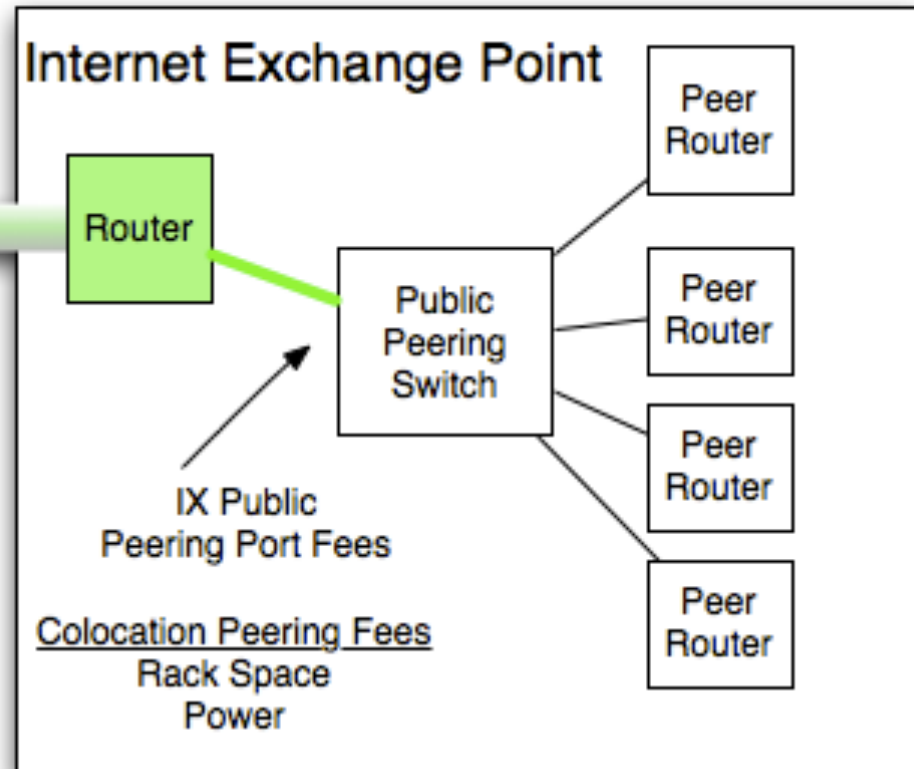 Internet Exchange Point
Router
Public
Peering
Switch
Peer
Router
Peer
Router
Peer
Router
Peer
Router
IX Public
Peering Port Fees
Colocation Peering Fees
Rack Space
Power